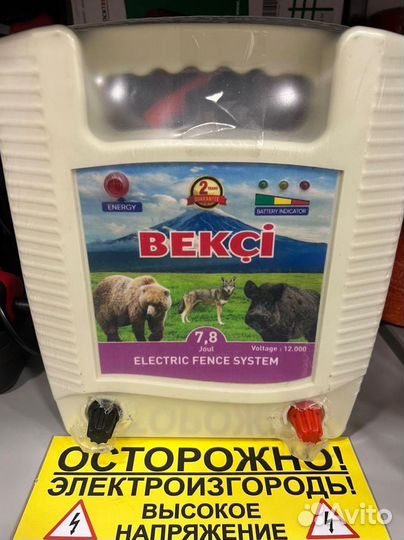 2 YEARS
GUARANTEE
ENERGY
BATTERY INDICATOR
BEKÇİ
7,8
Joul
Voltage : 12.000
ELECTRIC FENCE SYSTEM
ОСТОРОЖНО!
ЭЛЕКТРОИЗГОРОДЬ!
ВЫСОКОЕ
НАПРЯЖЕНИЕ
Avito